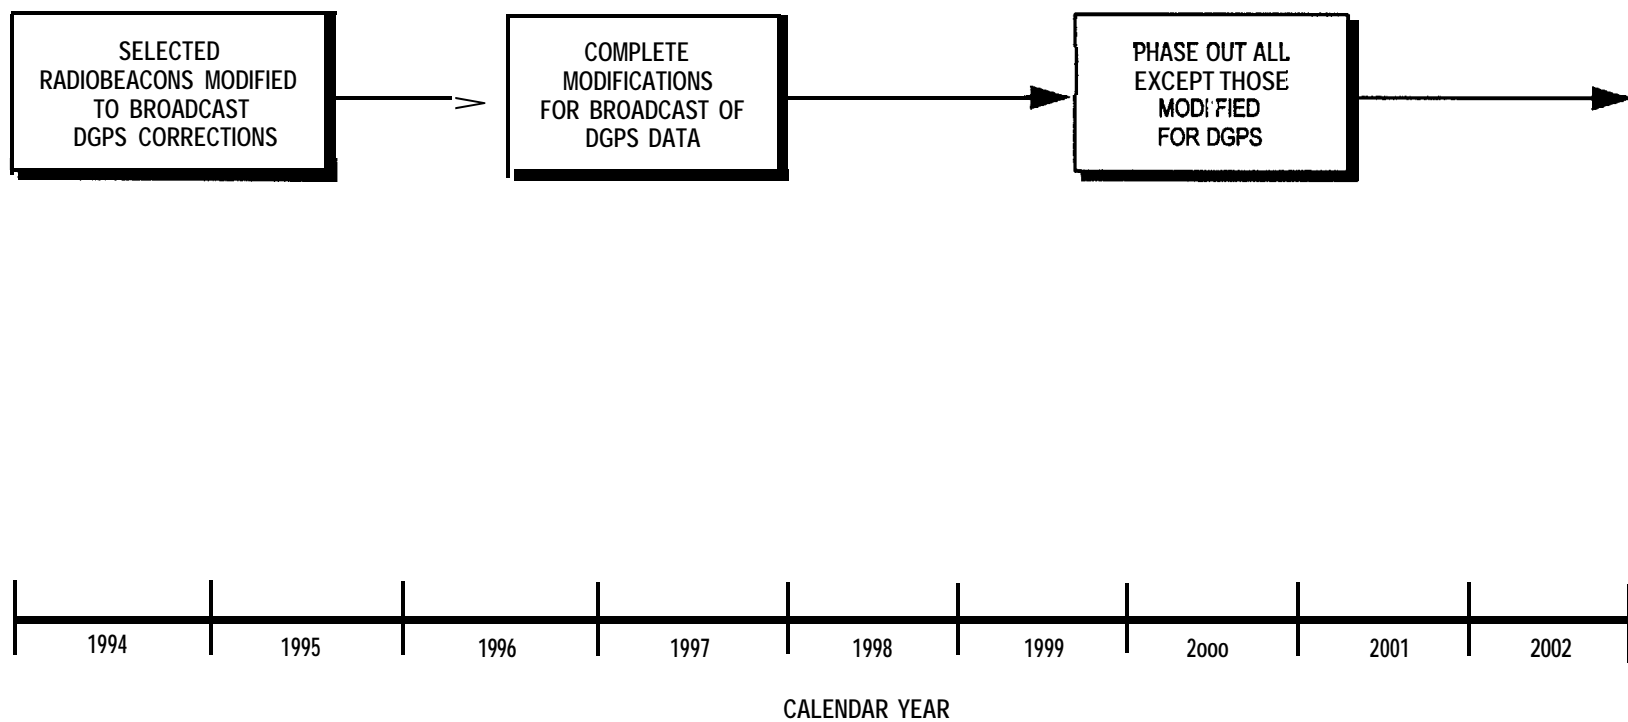 SELECTED
RADIOBEACONS MODIFIED
TO BROADCAST
DGPS CORRECTIONS
COMPLETE
MODIFICATIONS
FOR BROADCAST OF
DGPS DATA
PHASE OUT ALL
EXCEPT THOSE
MODIFIED
FOR DGPS
1994
1995
1996
1997
1998
1999
2ooo
2001
2002
CALENDAR YEAR